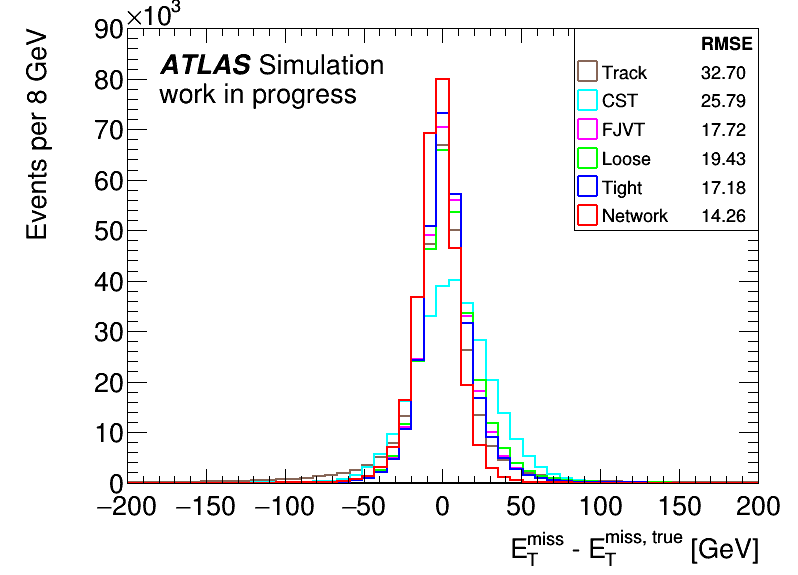 ×10³
90
80
70
60
50
40
30
20
10
0
Events per 8 GeV
ATLAS Simulation
work in progress
RMSE
Track 32.70
CST 25.79
FJVT 17.72
Loose 19.43
Tight 17.18
Network 14.26
−200 −150 −100 −50 0 50 100 150 200
E_T^miss - E_T^miss, true [GeV]